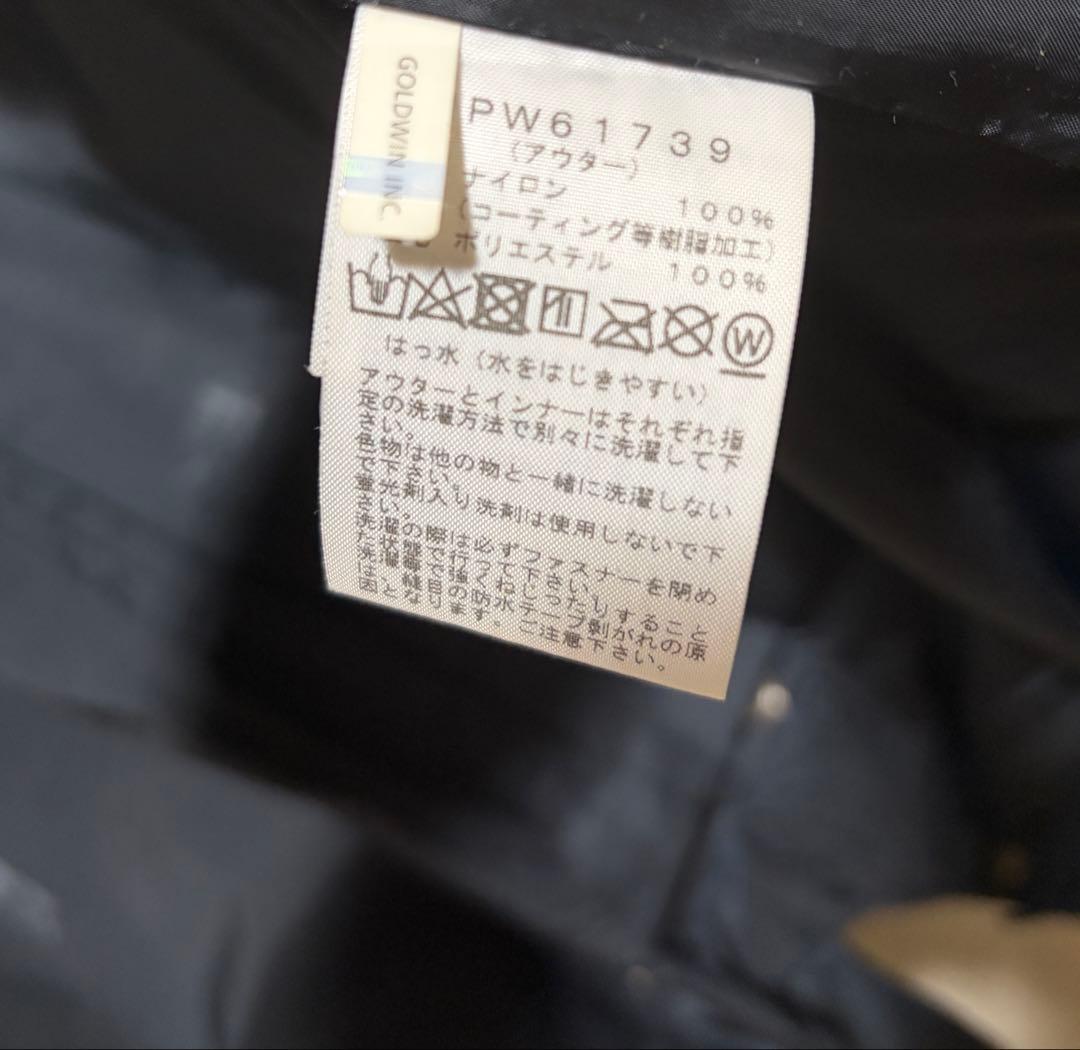 GOLDWIN INC.
PW61739
(アウター)
ナイロン 100%
(コーティング等樹脂加工)
ポリエステル 100%
W
はっ水(水をはじきやすい)
アウターとインナーはそれぞれ指
定の洗濯方法で別々に洗濯して下
さい。
色物は他の物と一緒に洗濯しない
で下さい。
蛍光剤入り洗剤は使用しないで下
さい。
洗濯の際は必ずファスナーを閉め
た状態で行って下さい。
洗濯で強くねじったりすること
は、縫目の防水テープ剥がれの原
因となります。ご注意下さい。